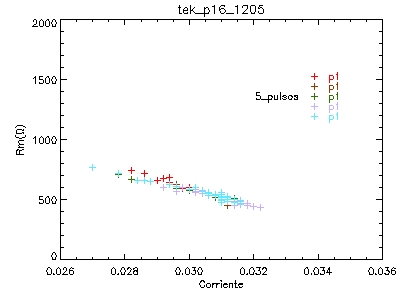 tek_p16_1205
2000
1500
1000
500
0
Rm(Ω)
5_pulsos
+ p1
+ p1
+ p1
+ p1
+ p1
0.026 0.028 0.030 0.032 0.034 0.036
Corriente